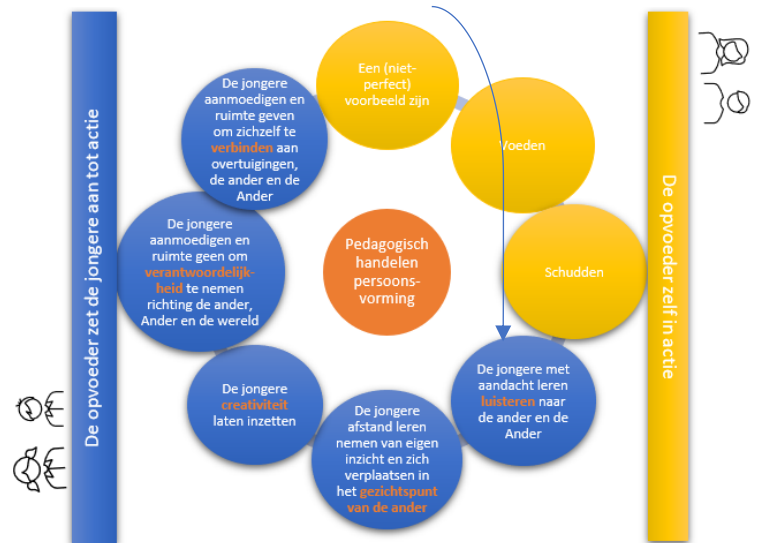 De opvoeder zet de jongere aan tot actie
Een (niet-
perfect)
voorbeeld zijn
Voeden
Schudden
De jongere met
aandacht leren
luisteren naar
de ander en de
Ander
De jongere
afstand leren
nemen van eigen
inzicht en zich
verplaatsen in
het gezichtspunt
van de ander
De jongere
creativiteit
laten inzetten
De jongere
aanmoedigen en
ruimte geen om
verantwoordelijk-
heid te nemen
richting de ander,
Ander en de wereld
De jongere
aanmoedigen en
ruimte geven
om zichzelf te
verbinden aan
overtuigingen,
de ander en de
Ander
Pedagogisch
handelen
persoons-
vorming
De opvoeder zelf in actie